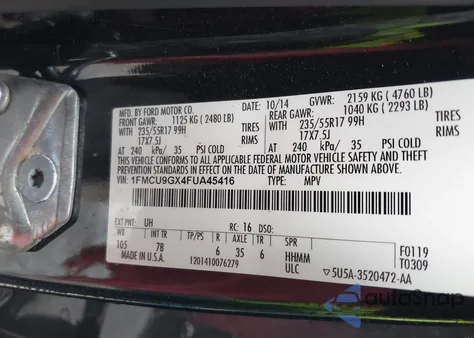 MFD. BY FORD MOTOR CO.
10/14 GVWR: 2159 KG (4760 LB)
FRONT GAWR: 1125 KG (2480 LB) REAR GAWR: 1040 KG (2293 LB)
WITH TIRES WITH TIRES
235/55R17 99H 235/55R17 99H
17X7.5J RIMS 17X7.5J RIMS
AT 240 kPa/ 35 PSI COLD AT 240 kPa/ 35 PSI COLD
THIS VEHICLE CONFORMS TO ALL APPLICABLE FEDERAL MOTOR VEHICLE SAFETY, BUMPER, AND THEFT PREVENTION STANDARDS IN EFFECT ON THE DATE OF MANUFACTURE SHOWN ABOVE.
VIN: 1FMCU9GX4FUA45416
TYPE: MPV
EXT PNT: UH RC: 16 DSO: F0119
WB INT TR TP/PS R AXLE TR SPR T0309
105 7B 6 35 6 HHMM
MADE IN U.S.A. 1201410076279 ULC 5U5A-3520472-AA
autoSnap